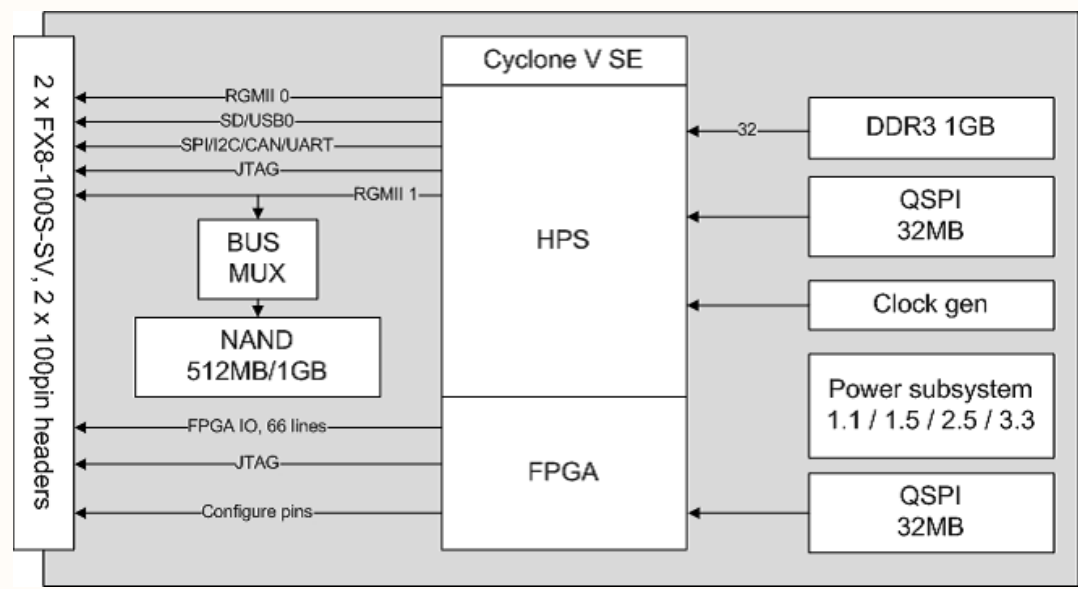 2 x FX8-100S-SV, 2 x 100pin headers
Cyclone V SE
RGMII 0
SD/USB0
SPI/I2C/CAN/UART
JTAG
RGMII 1
BUS
MUX
NAND
512MB/1GB
HPS
32
DDR3 1GB
QSPI
32MB
Clock gen
Power subsystem
1.1 / 1.5 / 2.5 / 3.3
FPGA IO, 66 lines
JTAG
Configure pins
FPGA
QSPI
32MB